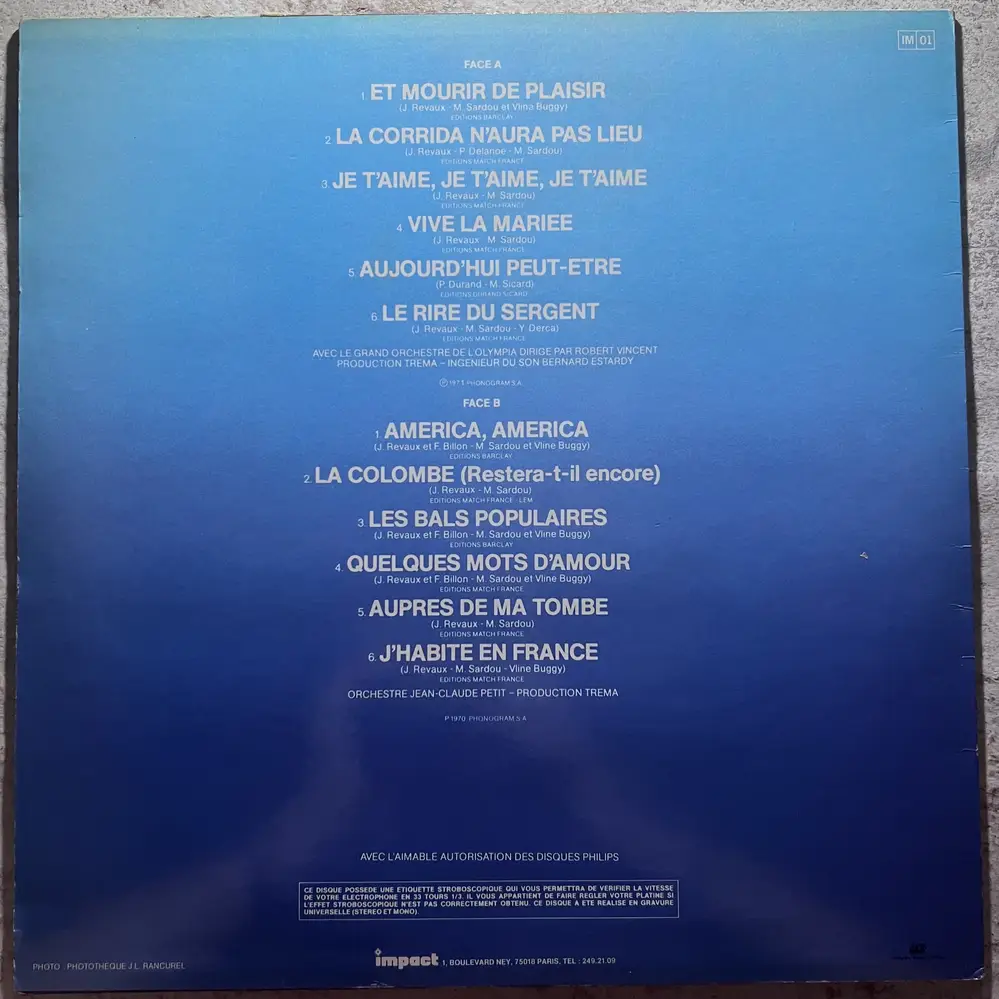 IM 01
FACE A
1. ET MOURIR DE PLAISIR
(J. Revaux - M. Sardou et Vlina Buggy)
EDITIONS BARCLAY
2. LA CORRIDA N'AURA PAS LIEU
(J. Revaux - P. Delanoe - M. Sardou)
EDITIONS MATCH FRANCE
3. JE T'AIME, JE T'AIME, JE T'AIME
(J. Revaux - M. Sardou)
EDITIONS MATCH FRANCE
4. VIVE LA MARIEE
(J. Revaux - M. Sardou)
EDITIONS MATCH FRANCE
5. AUJOURD'HUI PEUT-ETRE
(P. Durand - M. Sicard)
EDITIONS DURAND SICARD
6. LE RIRE DU SERGENT
(J. Revaux - M. Sardou - Y. Derca)
EDITIONS MATCH FRANCE
AVEC LE GRAND ORCHESTRE DE L'OLYMPIA DIRIGE PAR ROBERT VINCENT
PRODUCTION TREMA – INGENIEUR DU SON BERNARD ESTARDY
PHONOGRAM S.A
FACE B
1. AMERICA, AMERICA
(J. Revaux et F. Billon - M. Sardou et Vline Buggy)
EDITIONS BARCLAY
2. LA COLOMBE (Restera-t-il encore)
(J. Revaux - M. Sardou)
EDITIONS MATCH FRANCE - LEM
3. LES BALS POPULAIRES
(J. Revaux et F. Billon - M. Sardou et Vline Buggy)
EDITIONS BARCLAY
4. QUELQUES MOTS D'AMOUR
(J. Revaux et F. Billon - M. Sardou et Vline Buggy)
EDITIONS MATCH FRANCE
5. AUPRES DE MA TOMBE
(J. Revaux - M. Sardou)
EDITIONS MATCH FRANCE
6. J'HABITE EN FRANCE
(J. Revaux - M. Sardou - Vline Buggy)
EDITIONS MATCH FRANCE
ORCHESTRE JEAN-CLAUDE PETIT – PRODUCTION TREMA
P 1970 PHONOGRAM S A
AVEC L'AIMABLE AUTORISATION DES DISQUES PHILIPS
CE DISQUE POSSEDE UNE ETIQUETTE STROBOSCOPIQUE QUI VOUS PERMETTRA DE VERIFIER LA VITESSE
DE VOTRE ELECTROPHONE EN 33 TOURS 1/3. IL VOUS APPARTIENT DE FAIRE REGLER VOTRE PLATINE SI
L'EFFET STROBOSCOPIQUE N'EST PAS CORRECTEMENT OBTENU. CE DISQUE A ETE REALISE EN GRAVURE
UNIVERSELLE (STEREO ET MONO).
impact 1, BOULEVARD NEY, 75018 PARIS, TEL : 249.21.09
PHOTO : PHOTOTHEQUE J.L. RANCUREL